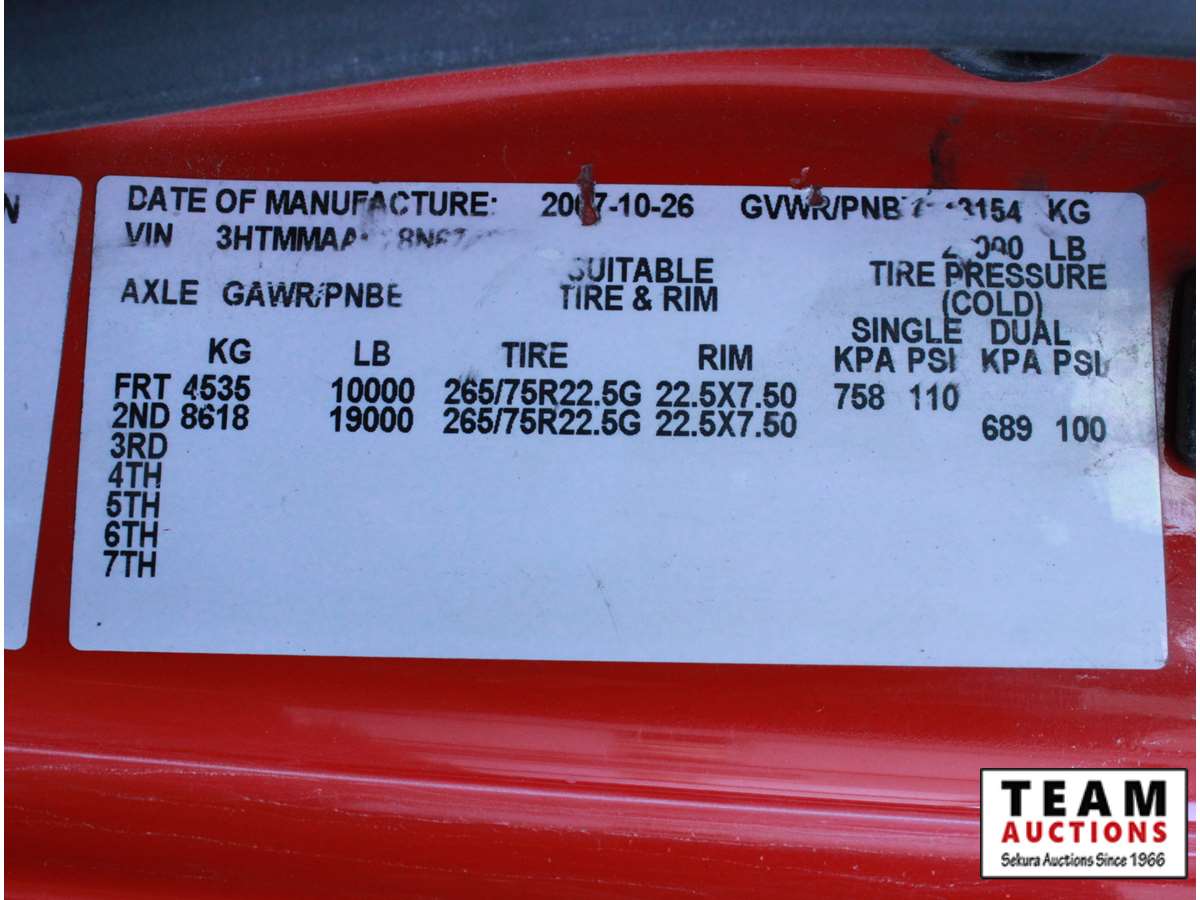 N
DATE OF MANUFACTURE: 2007-10-26 GVWR/PNBE 13154 KG
VIN LB
AXLE GAWR/PNBE SUITABLE TIRE & RIM TIRE PRESSURE (COLD)
SINGLE DUAL
KG LB TIRE RIM KPA PSI KPA PSI
FRT 4535 10000 265/75R22.5G 22.5X7.50 758 110
2ND 8618 19000 265/75R22.5G 22.5X7.50 689 100
3RD
4TH
5TH
6TH
7TH
TEAM
AUCTIONS
Sekura Auctions Since 1966